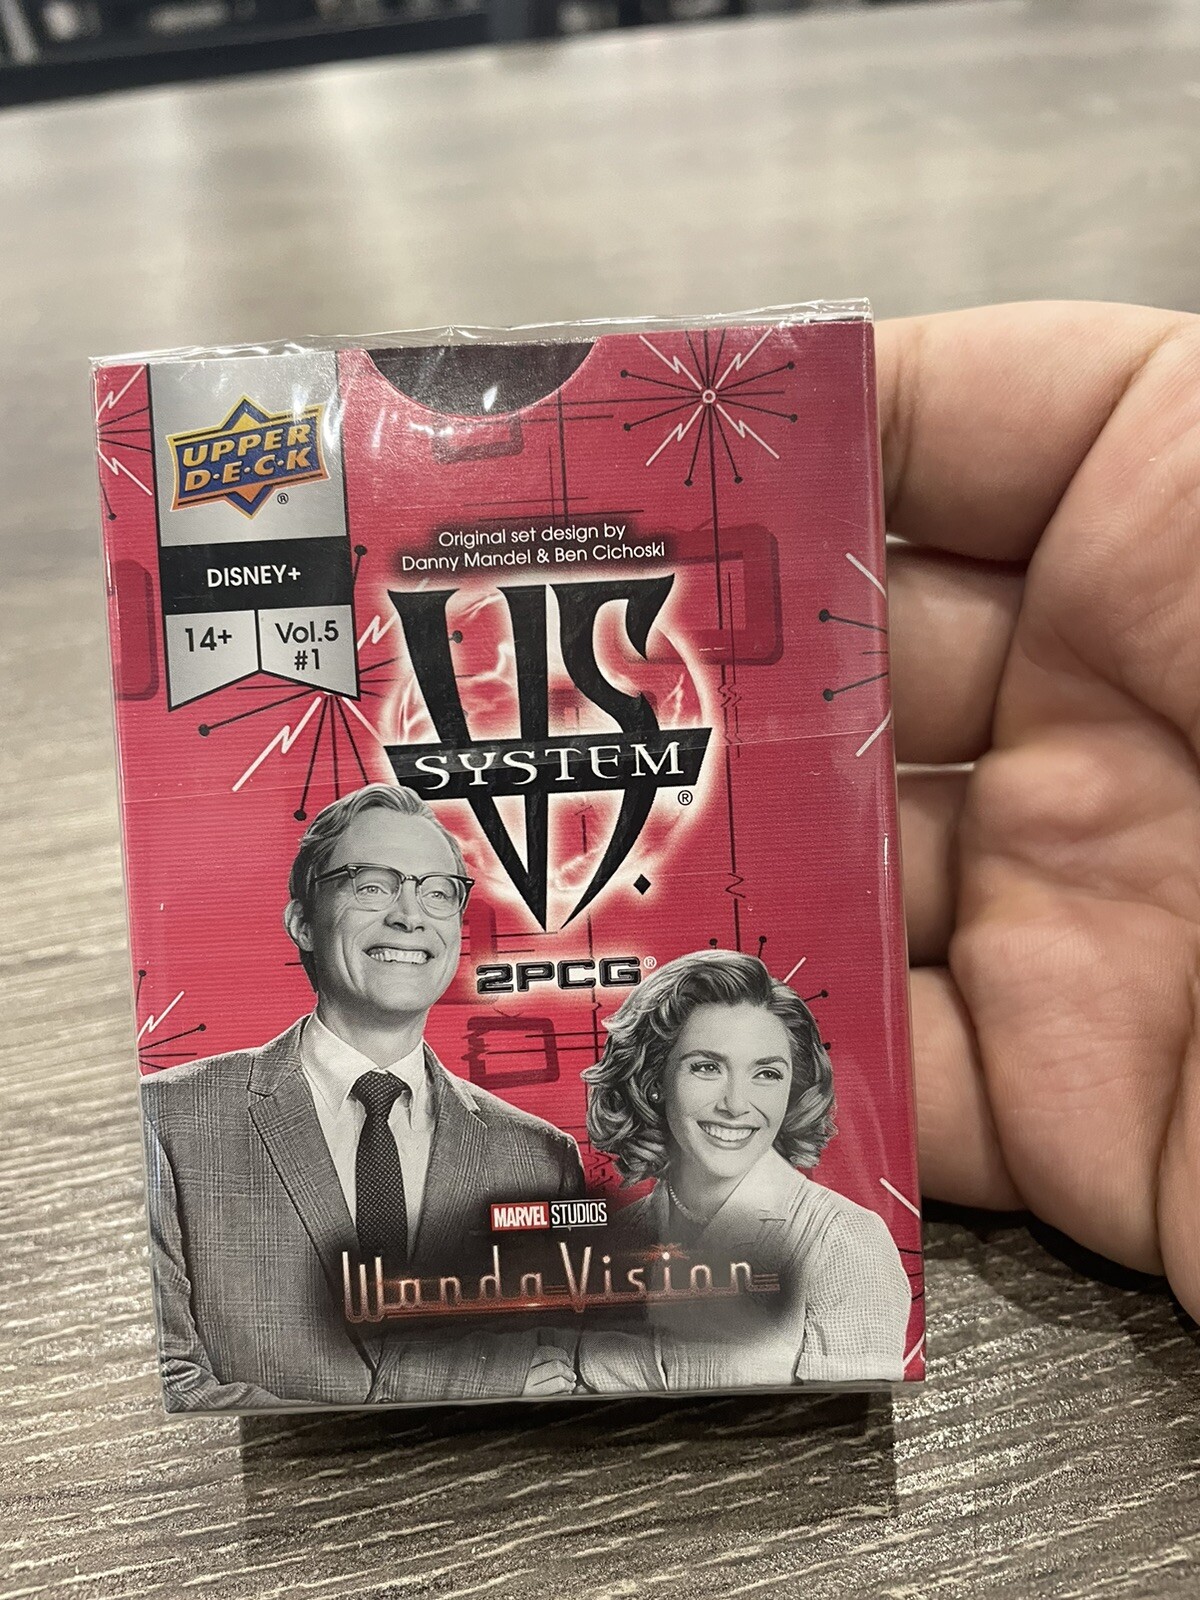 UPPER
D·E·C·K
®
DISNEY+
14+
Vol.5
#1
Original set design by
Danny Mandel & Ben Cichoski
VS
SYSTEM
®
2PCG®
MARVEL STUDIOS
WandaVision